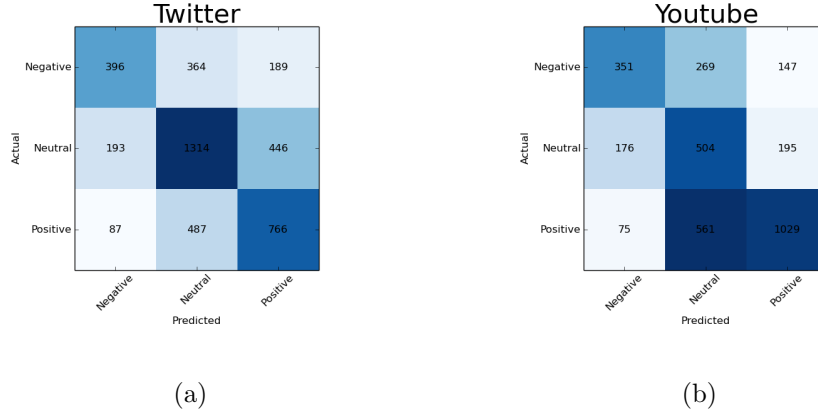 Twitter
Negative 396 364 189
Neutral 193 1314 446
Positive 87 487 766
Actual
Negative Neutral Positive
Predicted
(a)
Youtube
Negative 351 269 147
Neutral 176 504 195
Positive 75 561 1029
Actual
Negative Neutral Positive
Predicted
(b)